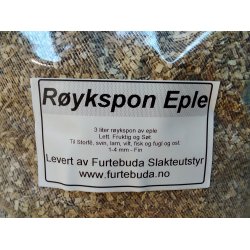 Røykspon Eple
3 liter røykspon av eple
Lett, Fruktig og Søt.
Til Storfè, svin, lam, vilt, fisk og fugl og ost.
1-4 mm - Fin
Levert av Furtebuda Slakteutstyr
www.furtebuda.no